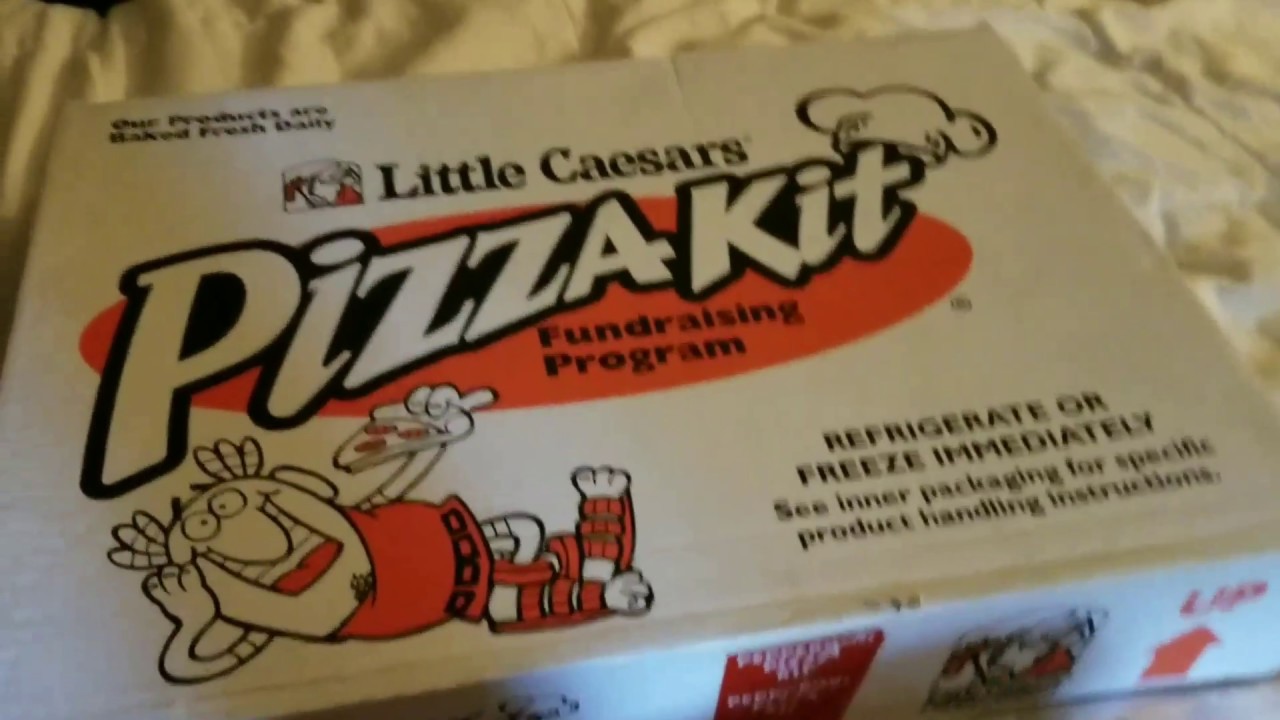 Our Products are
Baked Fresh Daily
Little Caesars
PIZZA Kit
Fundraising
Program
®
REFRIGERATE OR
FREEZE IMMEDIATELY
See inner packaging for specific
product handling instructions.
UP